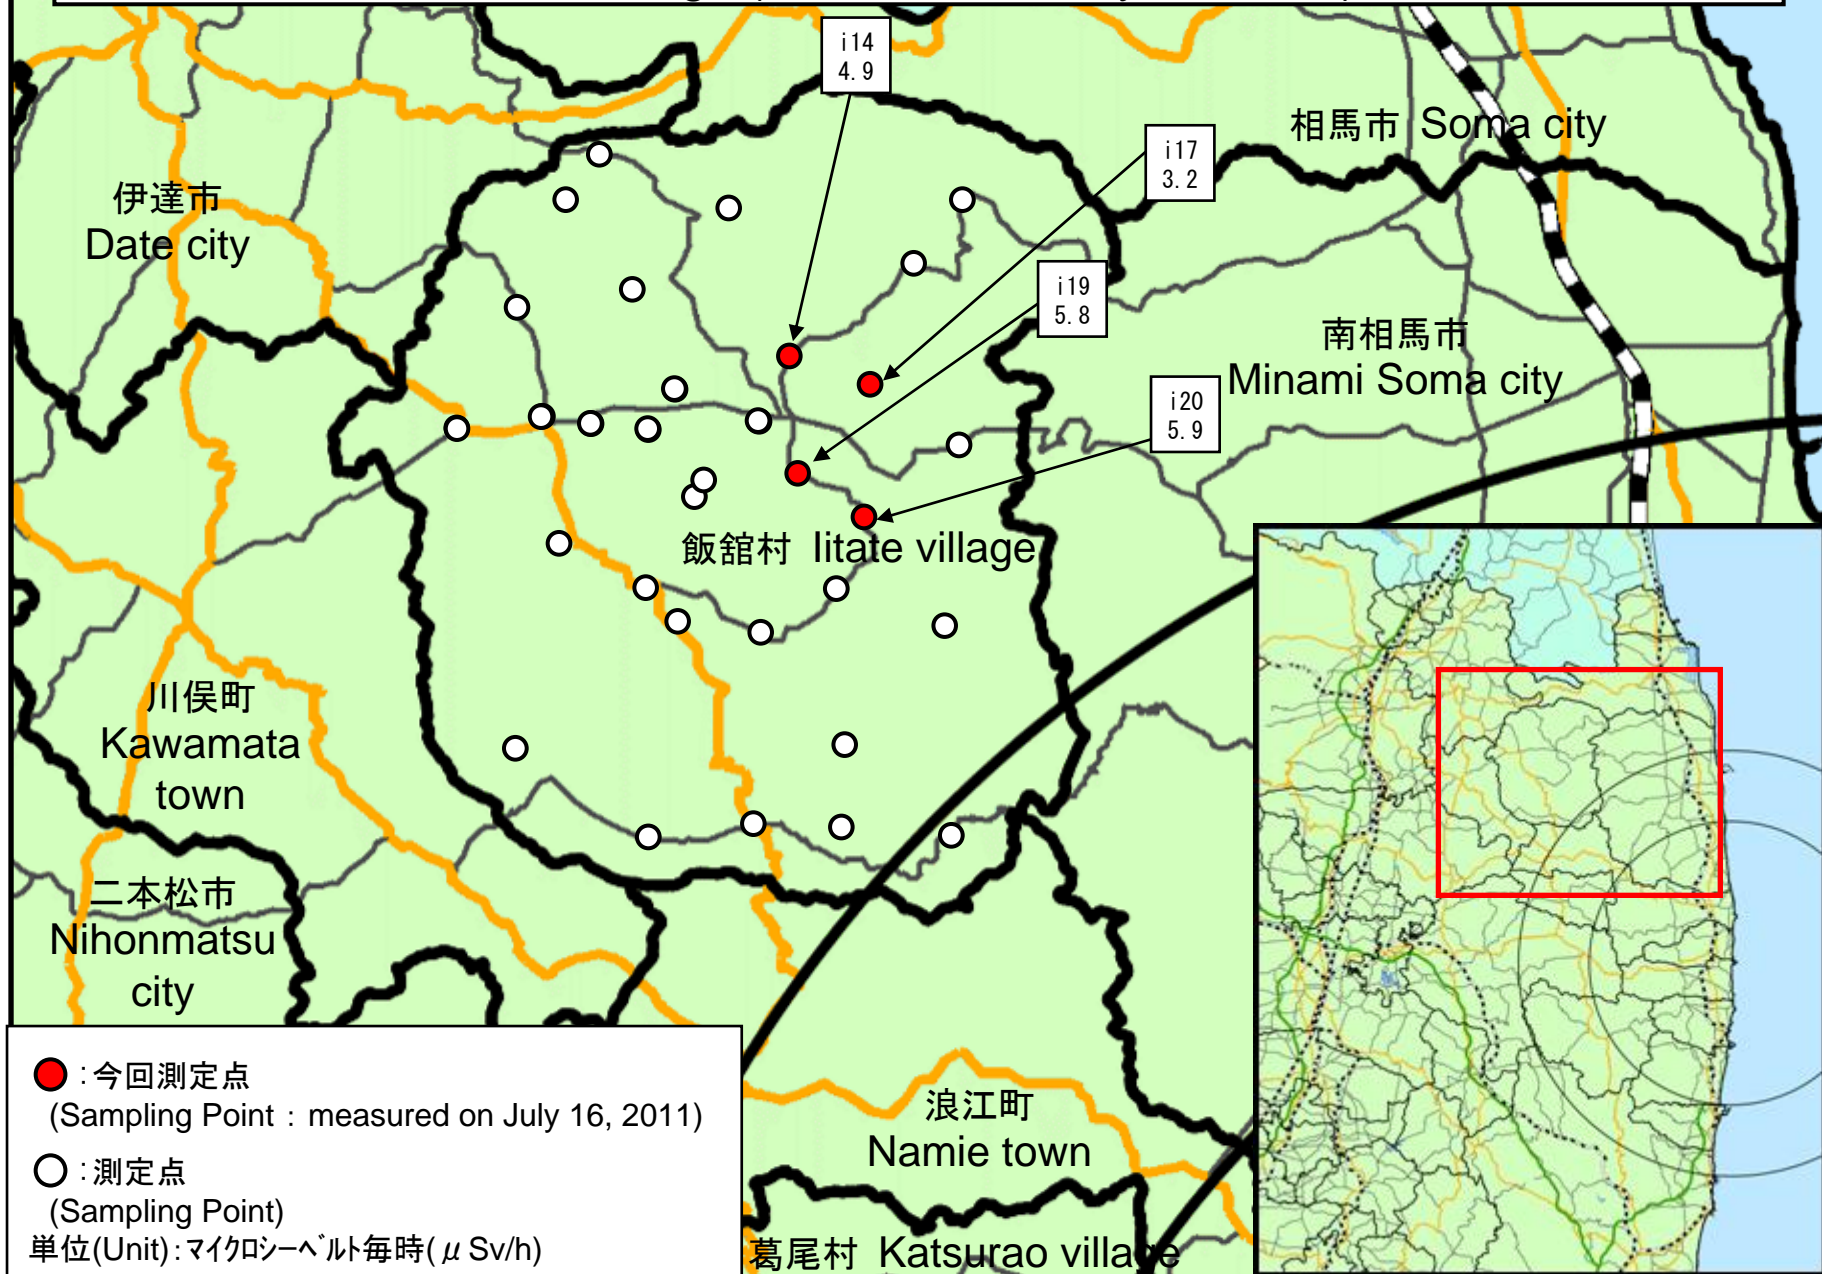 i14
4.9
相馬市 Soma city
i17
3.2
伊達市
Date city
i19
5.8
南相馬市
Minami Soma city
i20
5.9
飯舘村 Iitate village
川俣町
Kawamata
town
二本松市
Nihonmatsu
city
：今回測定点
(Sampling Point：measured on July 16, 2011)
：測定点
(Sampling Point)
単位(Unit)：マイクロシーベルト毎時(μSv/h)
浪江町
Namie town
葛尾村 Katsurao village